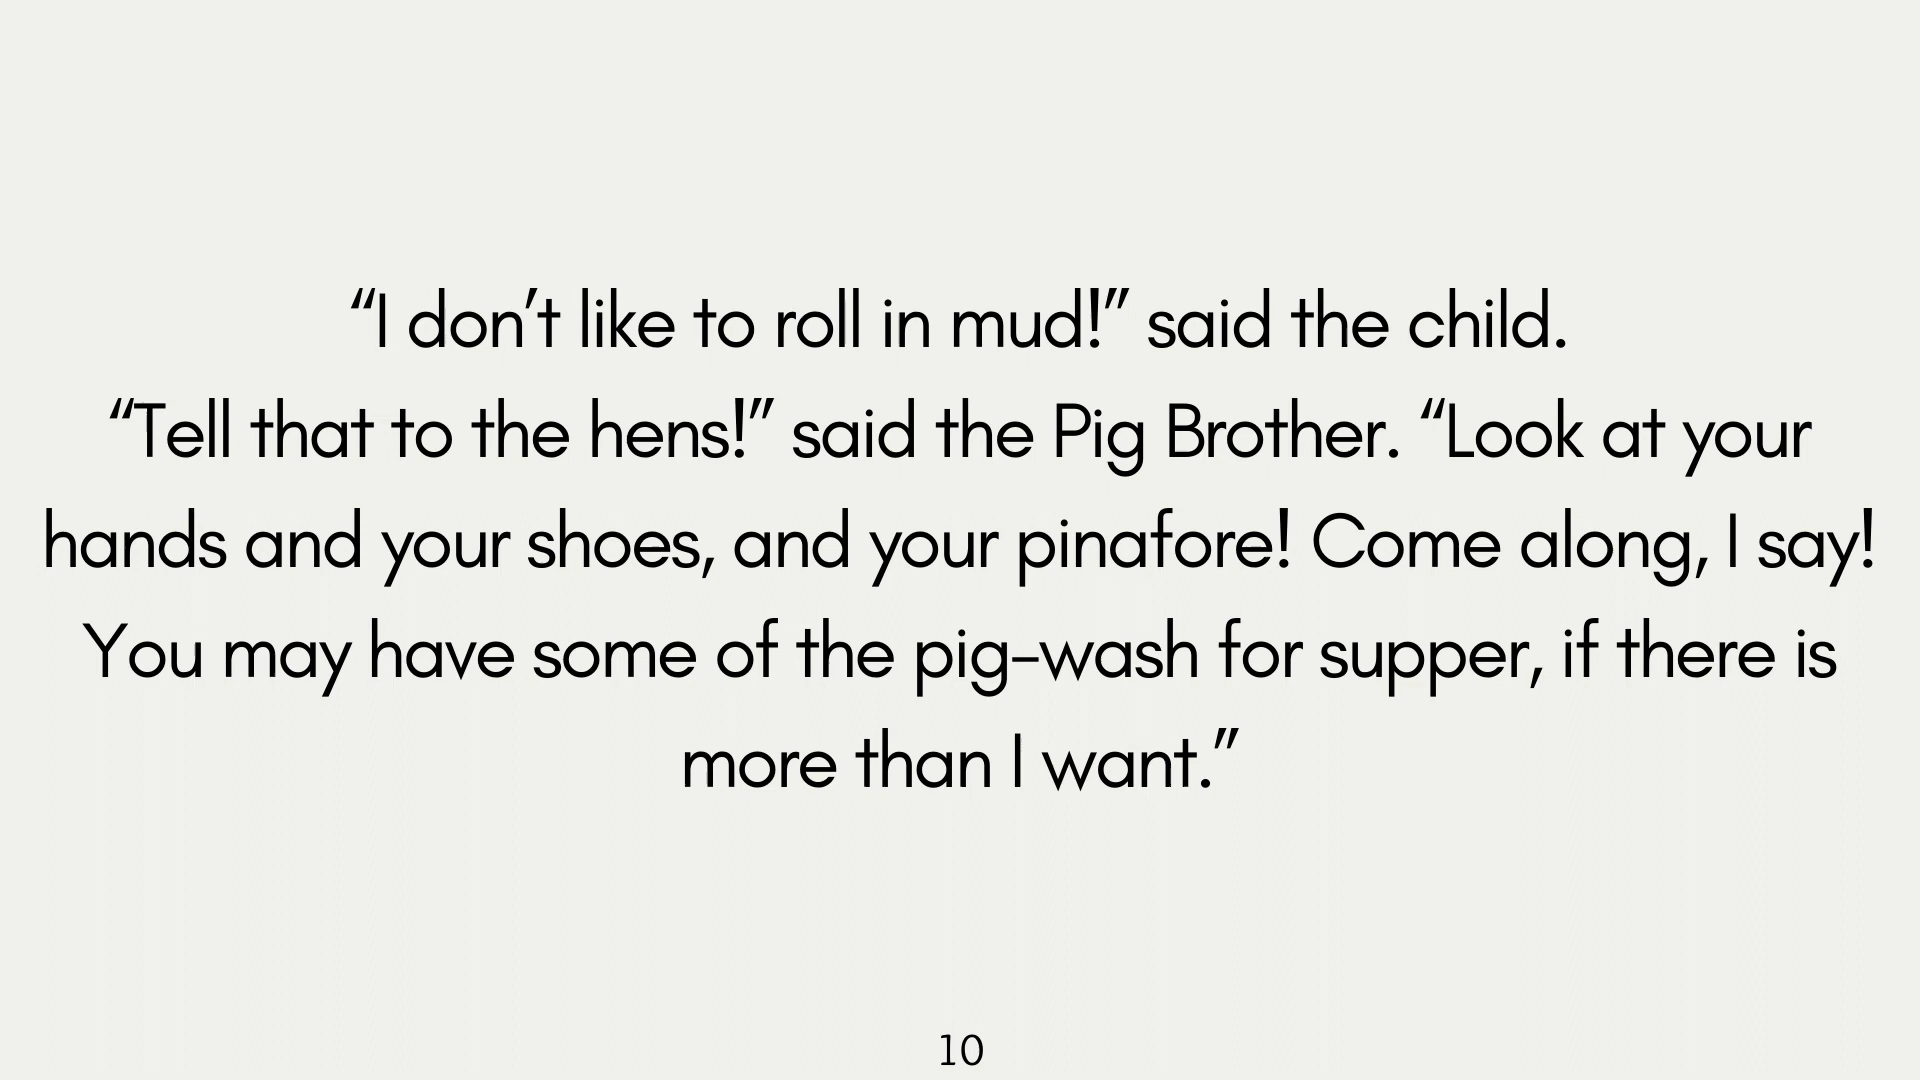 “I don’t like to roll in mud!” said the child.
“Tell that to the hens!” said the Pig Brother. “Look at your
hands and your shoes, and your pinafore! Come along, I say!
You may have some of the pig-wash for supper, if there is
more than I want.”
10